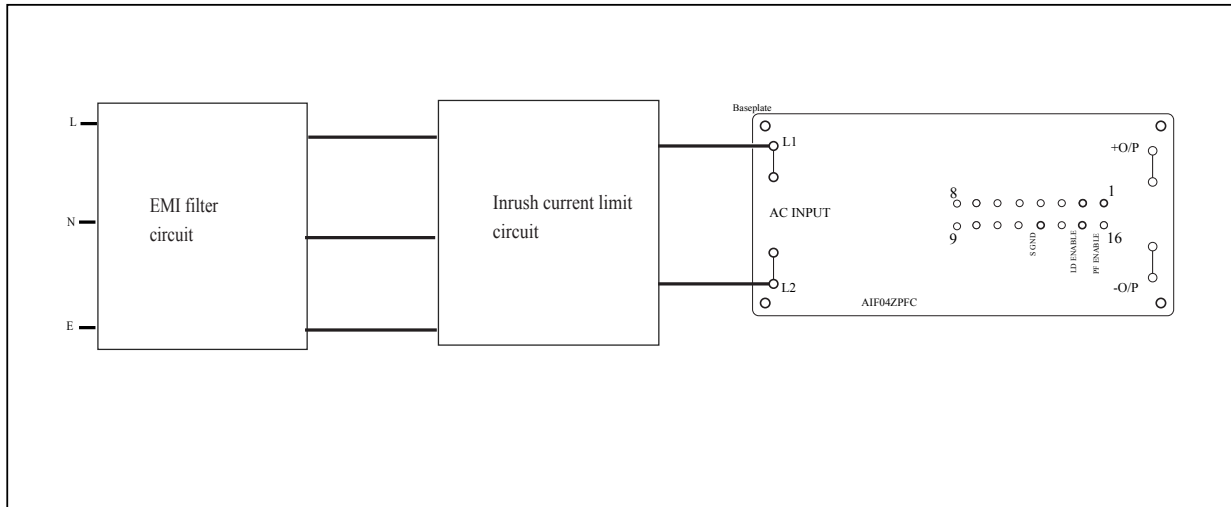 L
N
E
EMI filter
circuit
Inrush current limit
circuit
Baseplate
L1
AC INPUT
L2
8
1
9
16
S GND
LD ENABLE
PF ENABLE
+O/P
-O/P
AIF04ZPFC